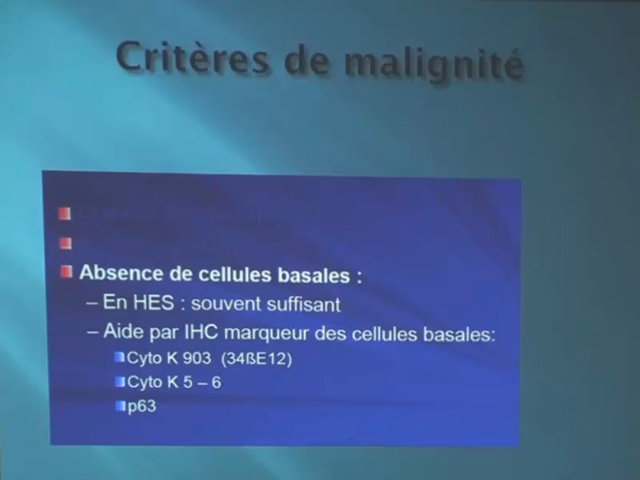 Critères de malignité
Absence de cellules basales :
– En HES : souvent suffisant
– Aide par IHC marqueur des cellules basales:
Cyto K 903 (34ßE12)
Cyto K 5 – 6
p63